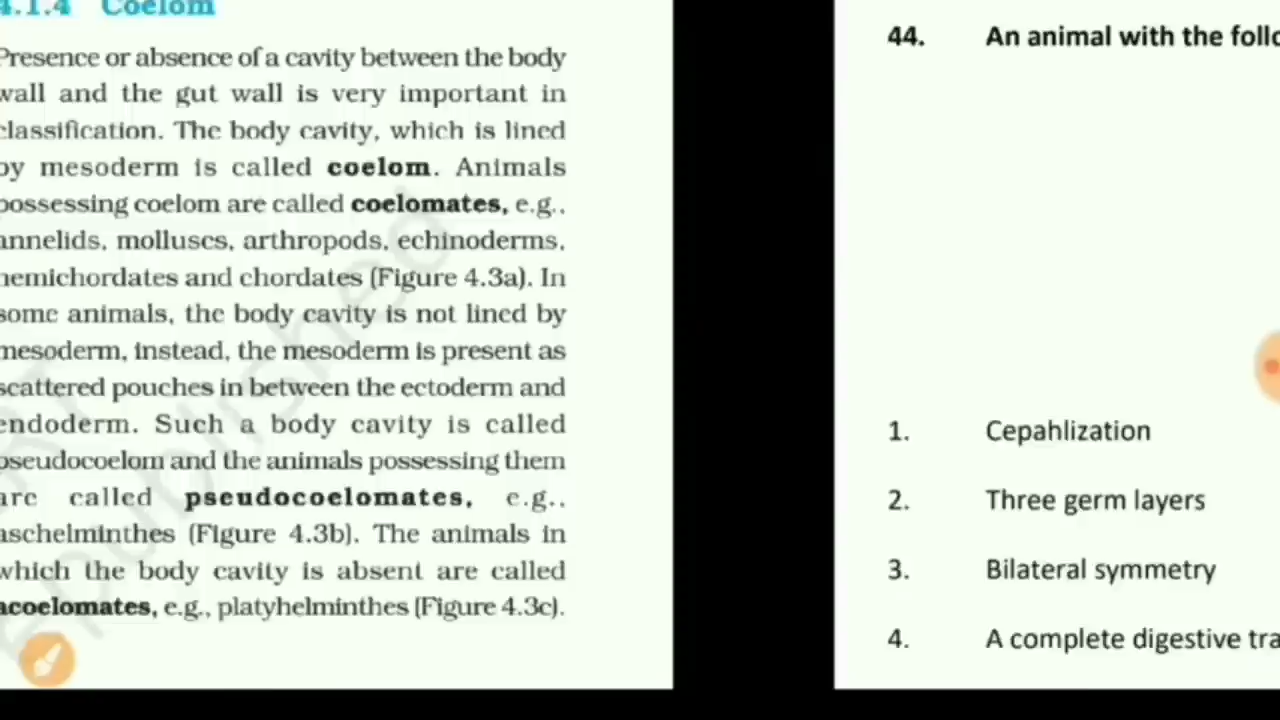 4.1.4 Coelom
Presence or absence of a cavity between the body
wall and the gut wall is very important in
classification. The body cavity, which is lined
by mesoderm is called coelom. Animals
possessing coelom are called coelomates, e.g.,
annelids, molluscs, arthropods, echinoderms,
hemichordates and chordates (Figure 4.3a). In
some animals, the body cavity is not lined by
mesoderm, instead, the mesoderm is present as
scattered pouches in between the ectoderm and
endoderm. Such a body cavity is called
pseudocoelom and the animals possessing them
are called pseudocoelomates, e.g.,
aschelminthes (Figure 4.3b). The animals in
which the body cavity is absent are called
acoelomates, e.g., platyhelminthes (Figure 4.3c).
44. An animal with the follo
1. Cepahlization
2. Three germ layers
3. Bilateral symmetry
4. A complete digestive tra